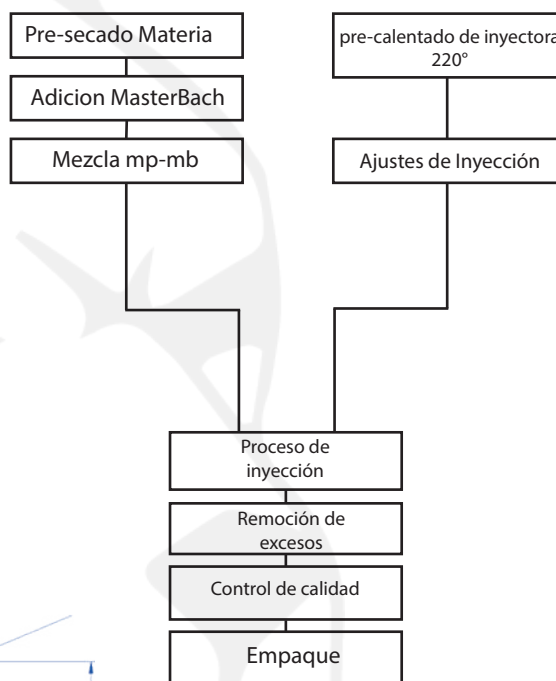 Pre-secado Materia
Adicion MasterBach
Mezcla mp-mb
pre-calentado de inyectora
220°
Ajustes de Inyección
Proceso de
inyección
Remoción de
excesos
Control de calidad
Empaque